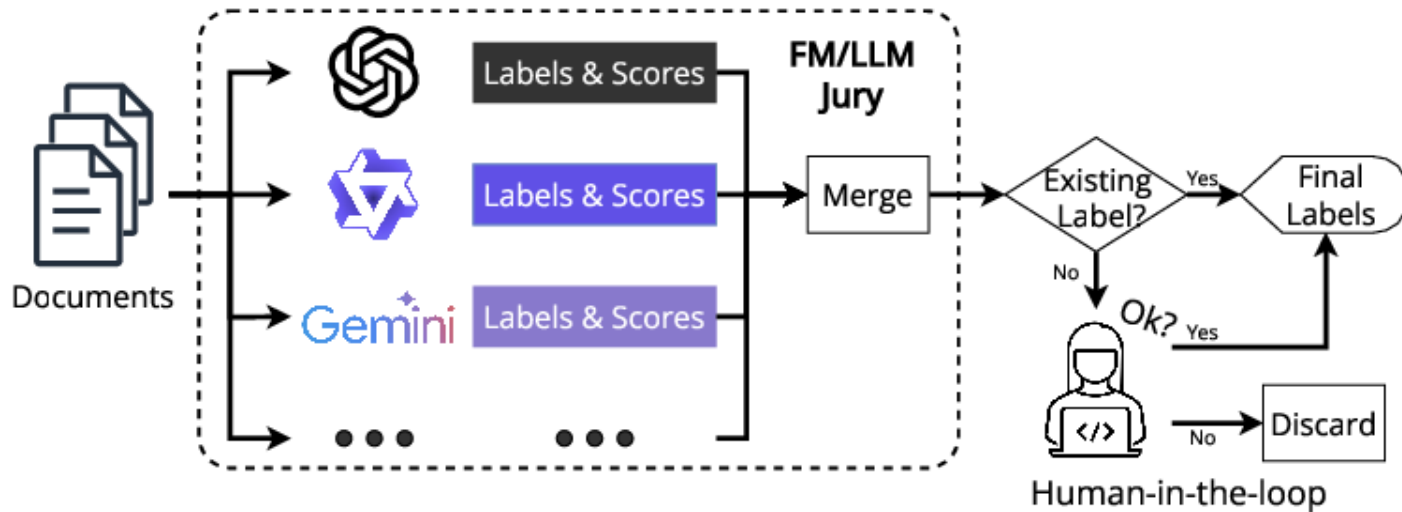 Documents
Labels & Scores
Labels & Scores
Gemini
Labels & Scores
FM/LLM
Jury
Merge
Existing
Label?
Yes
Final
Labels
No
Ok?
Yes
</>
No
Discard
Human-in-the-loop